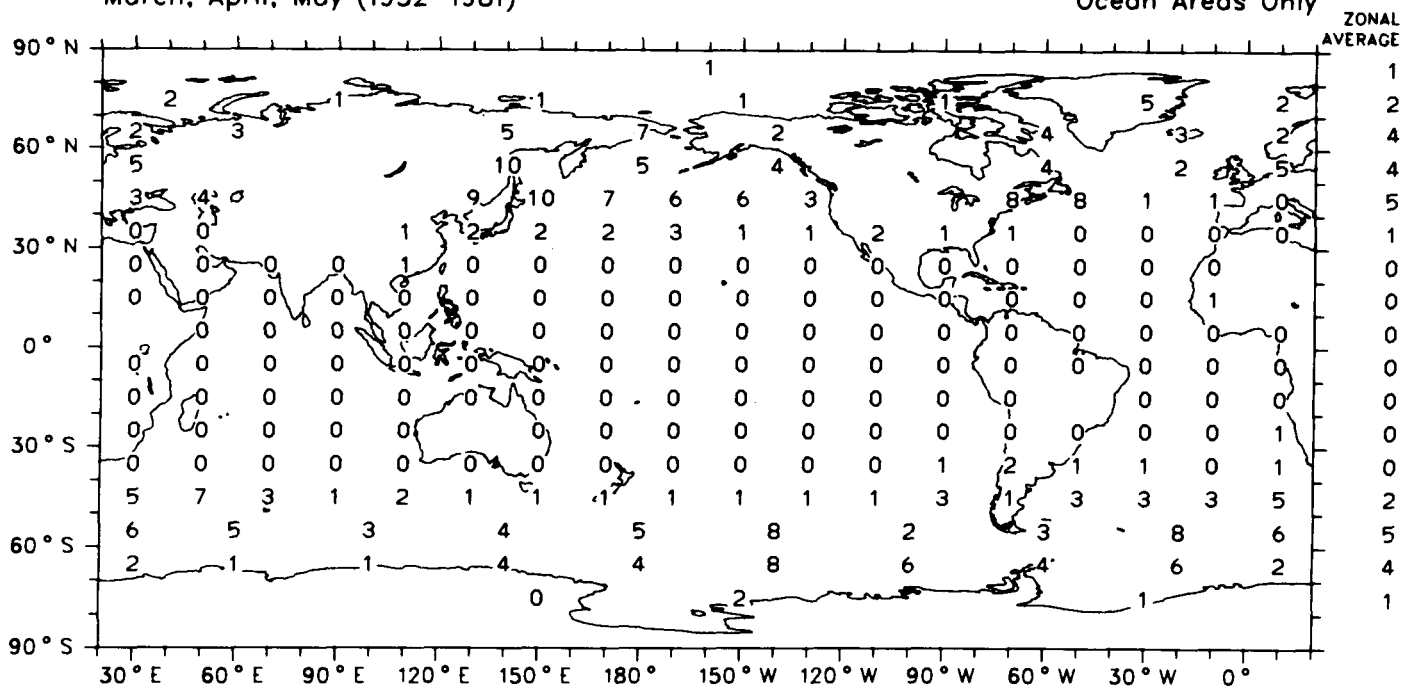 March, April, May (1952-1981) Ocean Areas Only
ZONAL
AVERAGE
90° N
1 1
2 1 1 1 1 5 2 2
2 3 5 7 2 4 3 2 4
60° N
5 10 5 4 4 2 5 4
3 4 9 10 7 6 6 3 8 8 1 1 0 5
0 0 1 2 2 2 3 1 1 2 1 1 0 0 0 0 1
30° N
0 0 0 0 1 0 0 0 0 0 0 0 0 0 0 0 0 0
0 0 0 0 0 0 0 0 0 0 0 0 0 0 0 0 1 0
0 0 0 0 0 0 0 0 0 0 0 0 0 0 0 0 0 0
0°
0 0 0 0 0 0 0 0 0 0 0 0 0 0 0 0 0 0 0
0 0 0 0 0 0 0 0 0 0 0 0 0 0 0 0 0 0
0 0 0 0 0 0 0 0 0 0 0 0 0 0 0 0 1 0
30° S
0 0 0 0 0 0 0 0 0 0 0 0 1 2 1 1 0 1 0
5 7 3 1 2 1 1 1 1 1 1 1 3 1 3 3 3 5 2
6 5 3 4 5 8 2 3 8 6 5
60° S
2 1 1 4 4 8 6 4 6 2 4
0 2 1 1
90° S
30° E 60° E 90° E 120° E 150° E 180° 150° W 120° W 90° W 60° W 30° W 0°